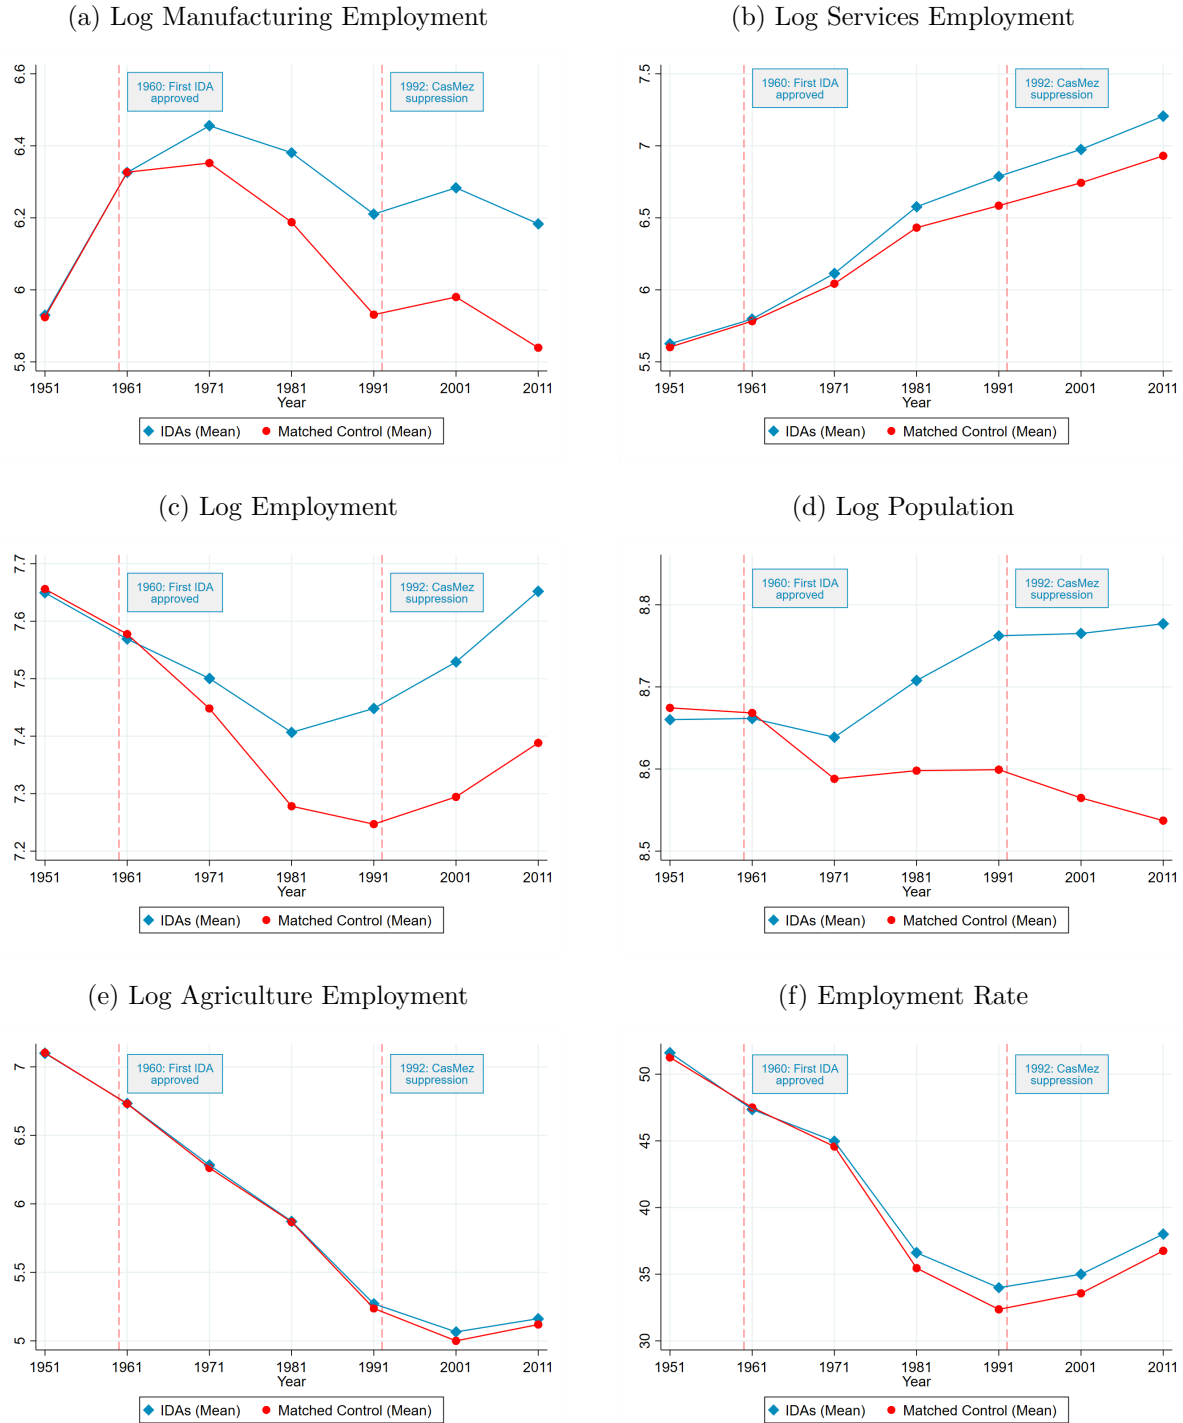 (a) Log Manufacturing Employment
6.6
6.4
6.2
6
5.8
1960: First IDA
approved
1992: CasMez
suppression
1951 1961 1971 1981 1991 2001 2011
Year
IDAs (Mean) Matched Control (Mean)
(b) Log Services Employment
7.5
7
6.5
6
5.5
1960: First IDA
approved
1992: CasMez
suppression
1951 1961 1971 1981 1991 2001 2011
Year
IDAs (Mean) Matched Control (Mean)
(c) Log Employment
7.7
7.6
7.5
7.4
7.3
7.2
1960: First IDA
approved
1992: CasMez
suppression
1951 1961 1971 1981 1991 2001 2011
Year
IDAs (Mean) Matched Control (Mean)
(d) Log Population
8.8
8.7
8.6
8.5
1960: First IDA
approved
1992: CasMez
suppression
1951 1961 1971 1981 1991 2001 2011
Year
IDAs (Mean) Matched Control (Mean)
(e) Log Agriculture Employment
7
6.5
6
5.5
5
1960: First IDA
approved
1992: CasMez
suppression
1951 1961 1971 1981 1991 2001 2011
Year
IDAs (Mean) Matched Control (Mean)
(f) Employment Rate
50
45
40
35
30
1960: First IDA
approved
1992: CasMez
suppression
1951 1961 1971 1981 1991 2001 2011
Year
IDAs (Mean) Matched Control (Mean)